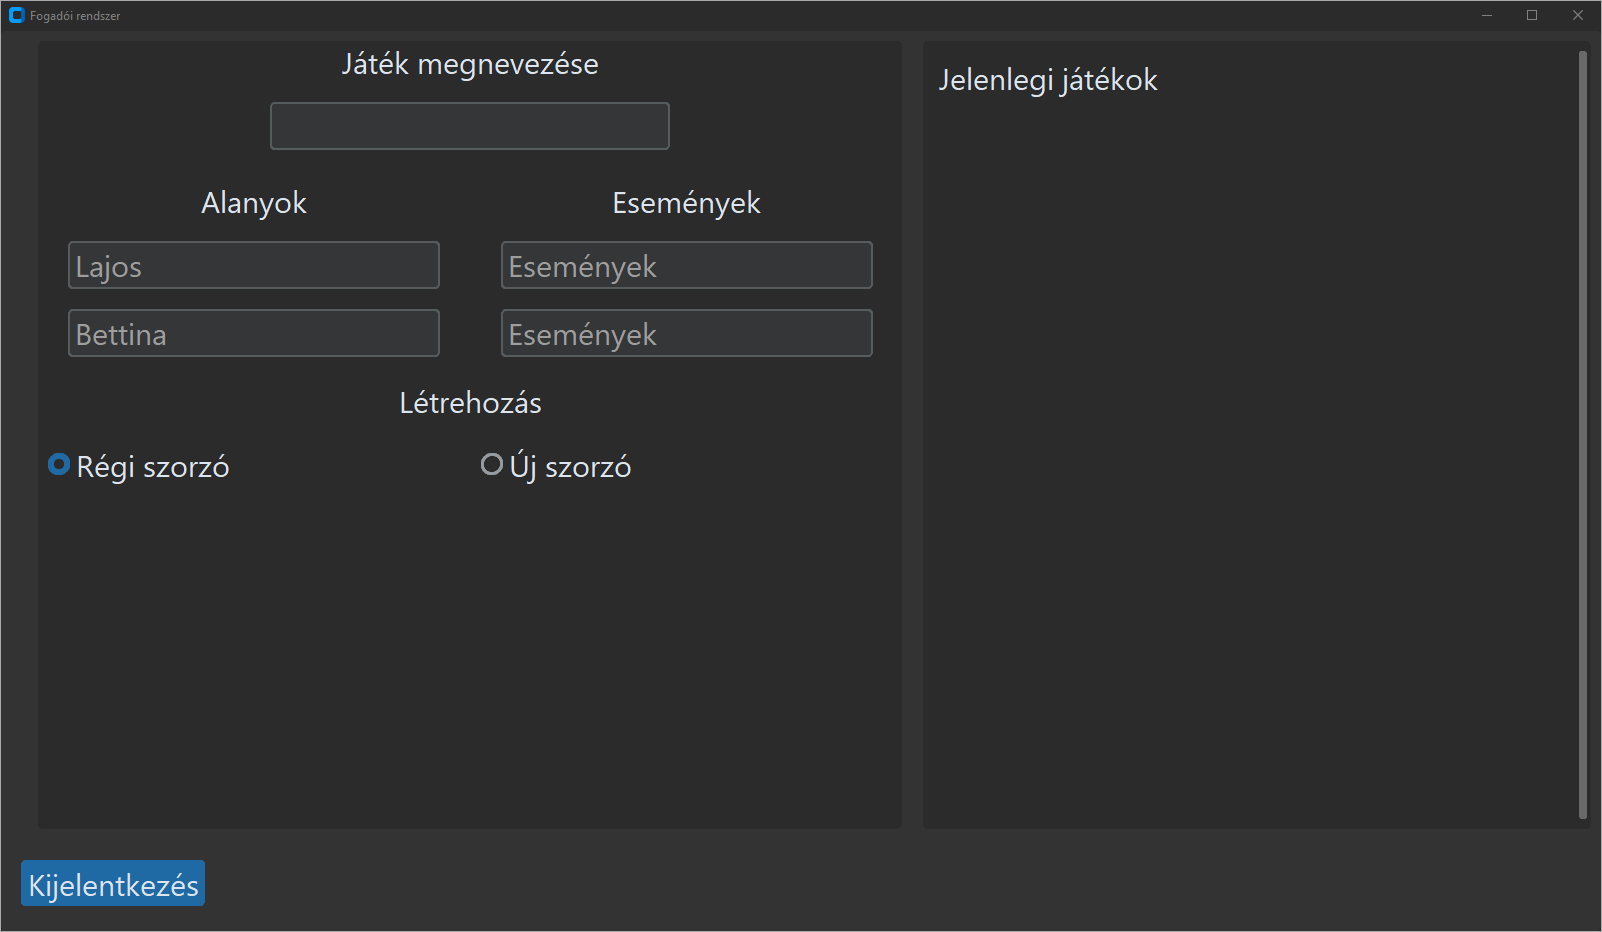 Fogadói rendszer
Játék megnevezése
Alanyok
Események
Lajos
Események
Bettina
Események
Létrehozás
Régi szorzó
Új szorzó
Jelenlegi játékok
Kijelentkezés